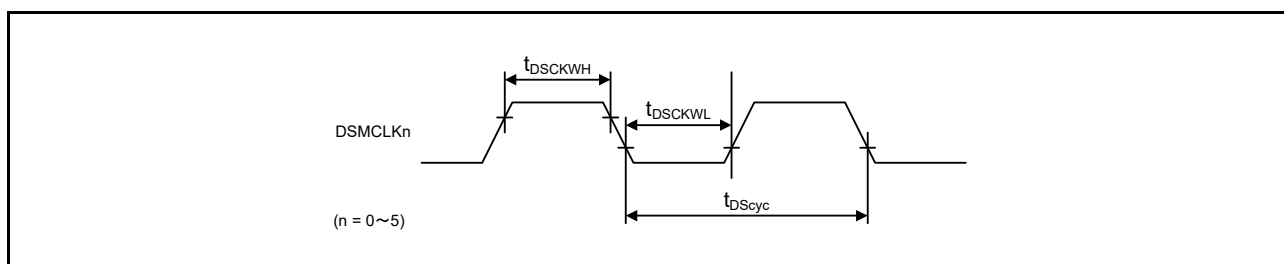 tDSCKWH
tDSCKWL
DSMCLKn
tDScyc
(n = 0～5)